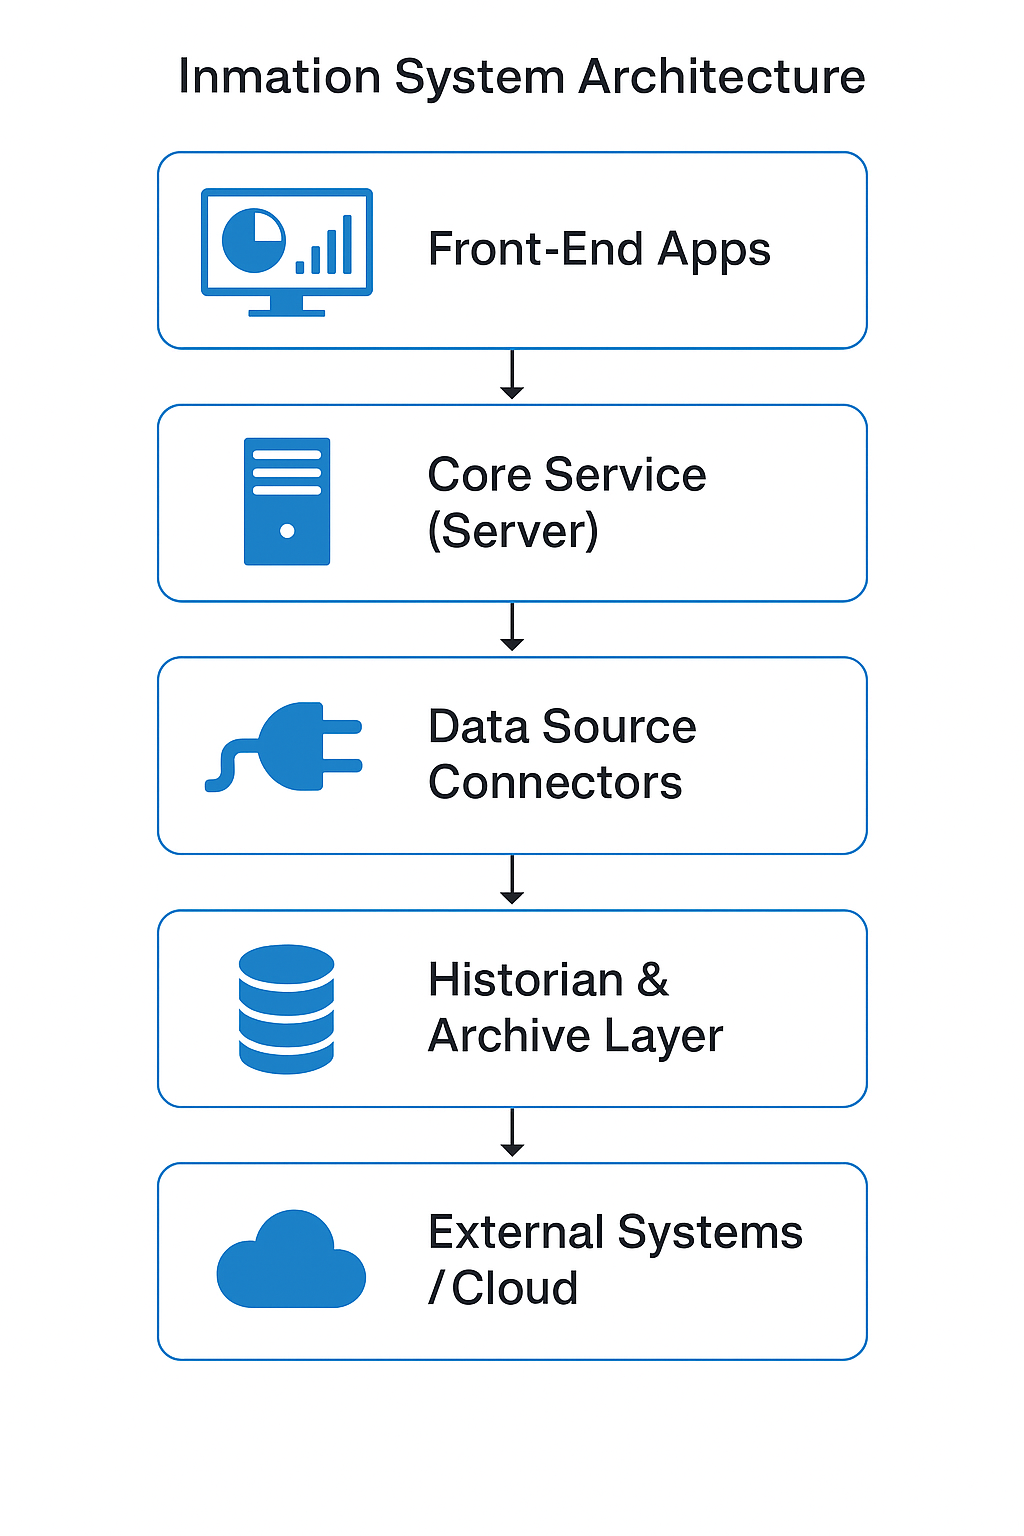 Inmation System Architecture
Front-End Apps
Core Service
(Server)
Data Source
Connectors
Historian &
Archive Layer
External Systems
/Cloud